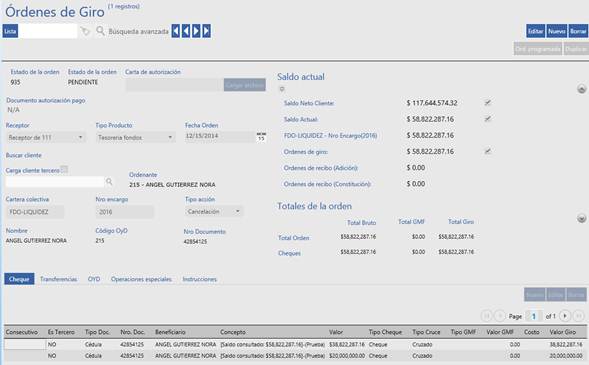 Órdenes de Giro (1 registros)
Lista Búsqueda avanzada Editar Nuevo Borrar
Ord. programada Duplicar
Estado de la orden Estado de la orden Carta de autorización
935 PENDIENTE Cargar archivo
Documento autorización pago
N/A
Receptor Tipo Producto Fecha Orden
Receptor de 111 Tesoreria fondos 12/15/2014 15
Buscar cliente
Carga cliente tercero
Ordenante
215 - ANGEL GUTIERREZ NORA
Cartera colectiva Nro encargo Tipo acción
FDO-LIQUIDEZ 2016 Cancelación
Nombre Código OyD Nro Documento
ANGEL GUTIERREZ NORA 215 42854125
Saldo actual
Saldo Neto Cliente: $ 117,644,574.32
Saldo Actual: $ 58,822,287.16
FDO-LIQUIDEZ - Nro Encargo(2016) $ 58,822,287.16
Ordenes de giro: $ 58,822,287.16
Ordenes de recibo (Adición): $ 0.00
Ordenes de recibo (Constitución): $ 0.00
Totales de la orden
Total Bruto Total GMF Total Giro
Total Orden $58,822,287.16 $0.00 $58,822,287.16
Cheques $58,822,287.16 $0.00 $58,822,287.16
Cheque Transferencias OYD Operaciones especiales Instrucciones
Nuevo Editar Borrar
Page 1 of 1
Consecutivo Es Tercero Tipo Doc. Nro. Doc. Beneficiario Concepto Valor Tipo Cheque Tipo Cruce Tipo GMF Valor GMF Costo Valor Giro
NO Cédula 42854125 ANGEL GUTIERREZ NORA [Saldo consultado: $58,822,287.16]-(Prueba) $38,822,287.16 Cheque Cruzado 0.00 38,822,287.16
NO Cédula 42854125 ANGEL GUTIERREZ NORA [Saldo consultado: $58,822,287.16]-(Prueba) $20,000,000.00 Cheque Cruzado 0.00 20,000,000.00